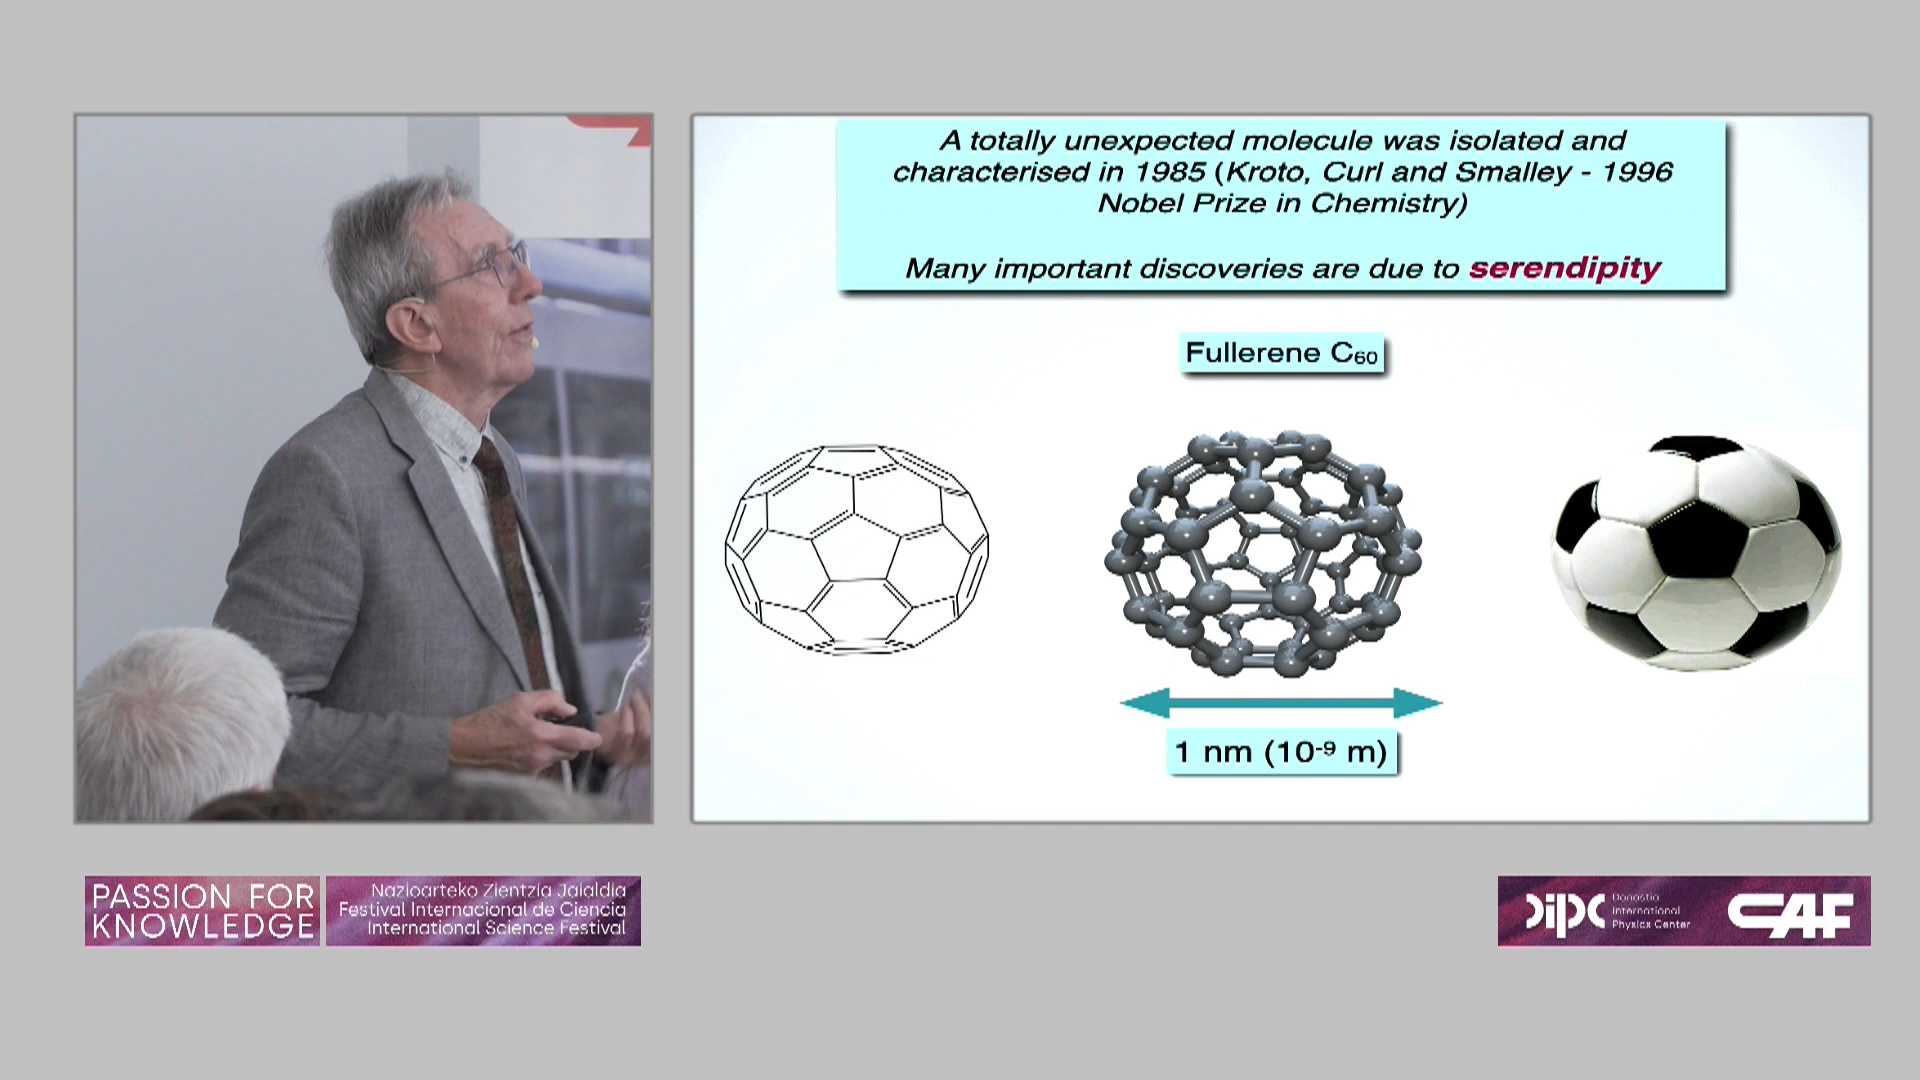 A totally unexpected molecule was isolated and
characterised in 1985 (Kroto, Curl and Smalley - 1996
Nobel Prize in Chemistry)
Many important discoveries are due to serendipity
Fullerene C₆₀
1 nm (10⁻⁹ m)
PASSION FOR
KNOWLEDGE
Nazioarteko Zientzia Jaialdia
Festival Internacional de Ciencia
International Science Festival
dipc
Donostia
International
Physics Center
CAF